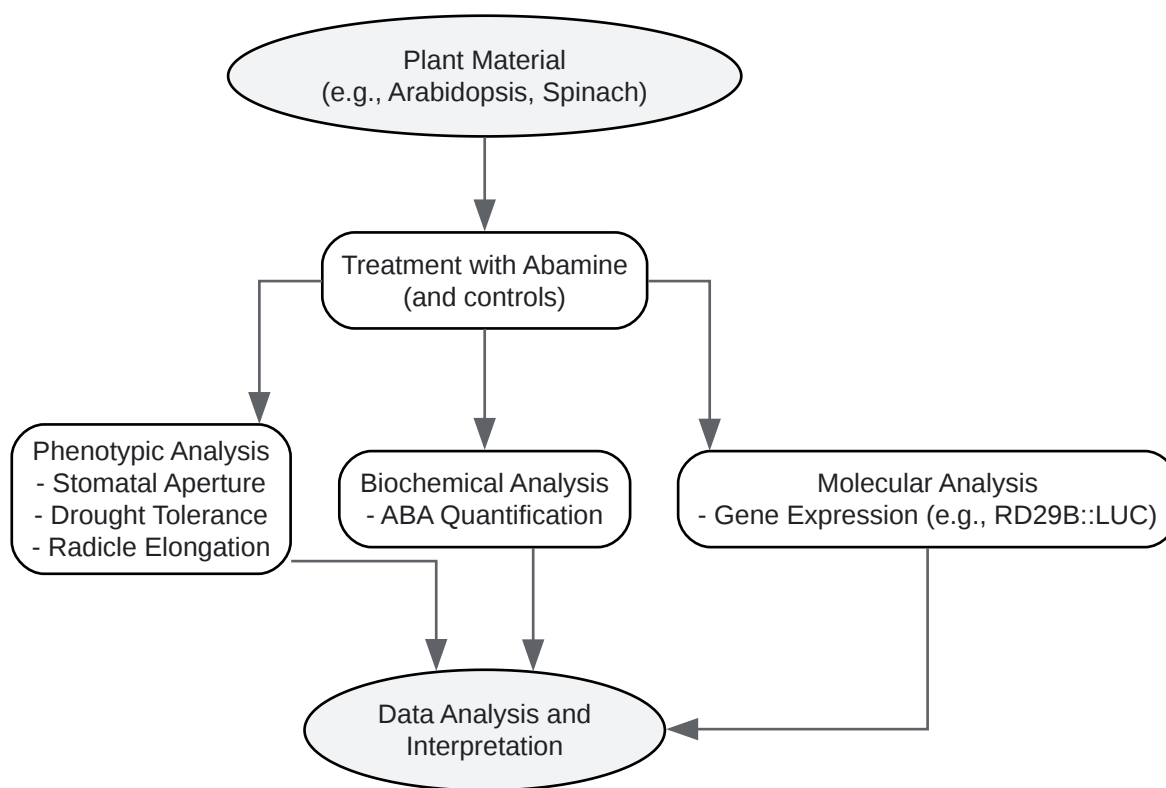 Plant Material
(e.g., Arabidopsis, Spinach)
Treatment with Abamine
(and controls)
Phenotypic Analysis
- Stomatal Aperture
- Drought Tolerance
- Radicle Elongation
Biochemical Analysis
- ABA Quantification
Molecular Analysis
- Gene Expression (e.g., RD29B::LUC)
Data Analysis and
Interpretation